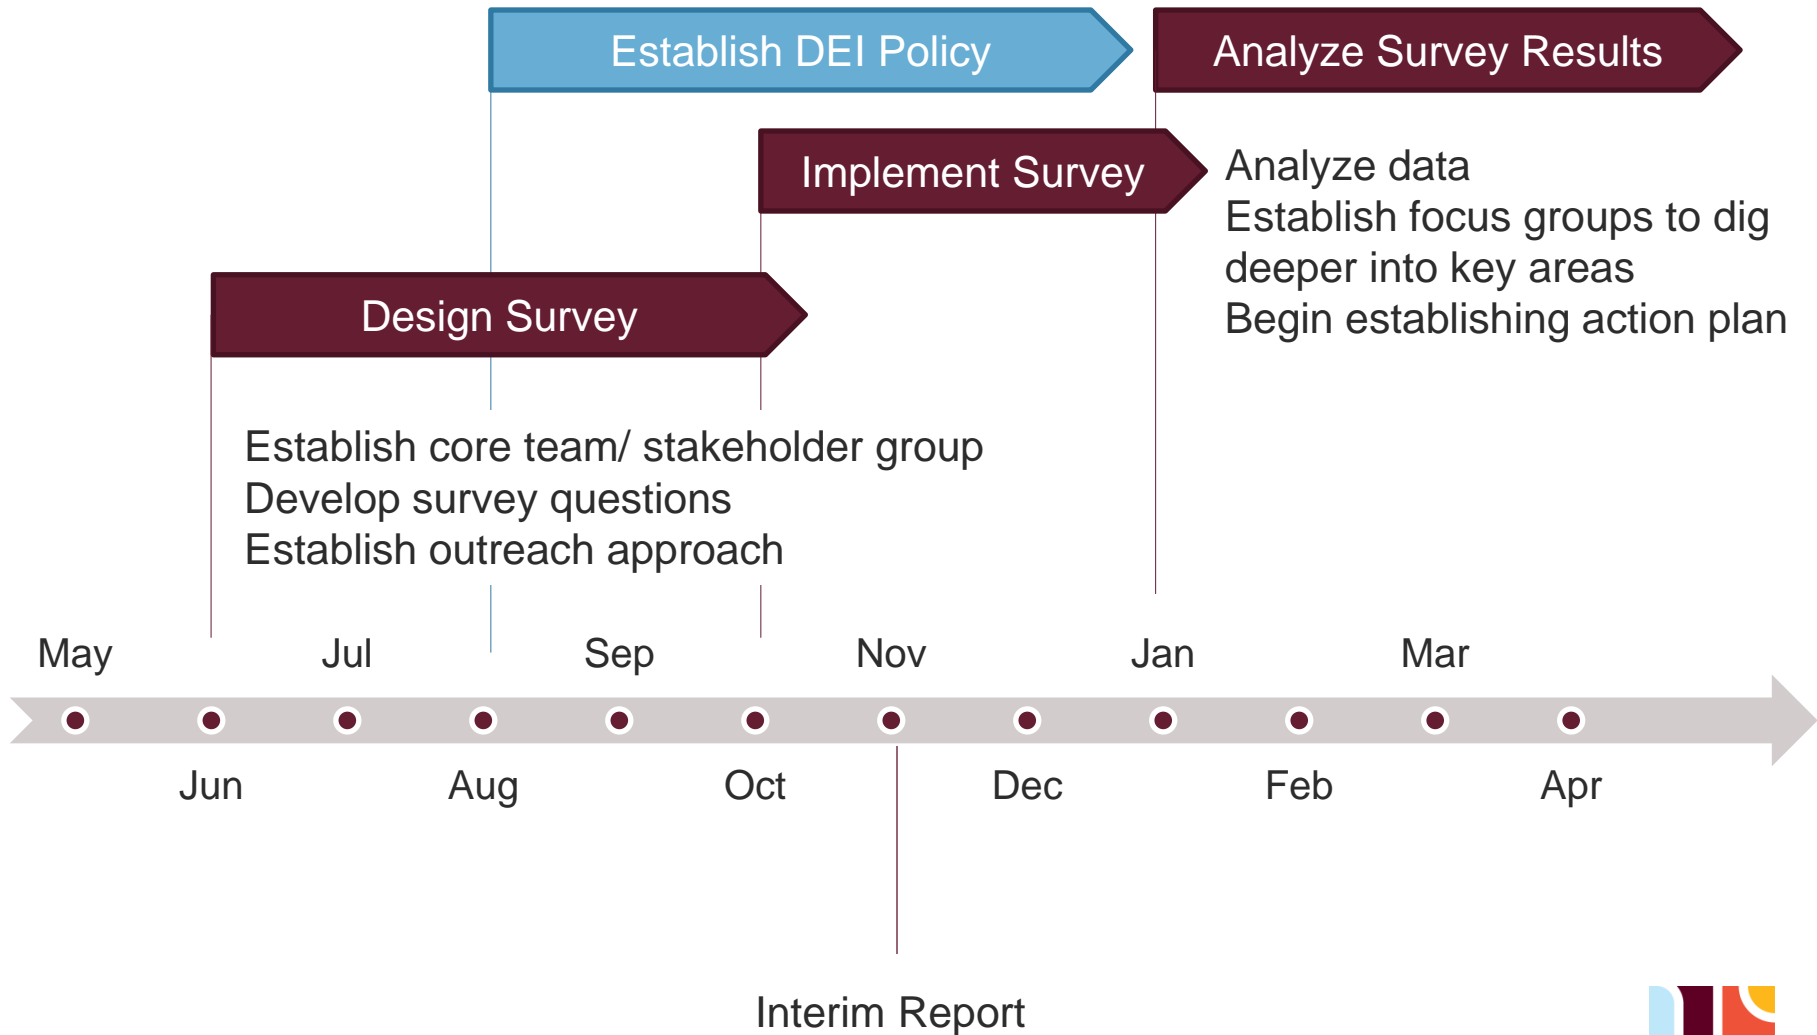 Establish DEI Policy
Analyze Survey Results
Implement Survey
Analyze data
Establish focus groups to dig
deeper into key areas
Begin establishing action plan
Design Survey
Establish core team/ stakeholder group
Develop survey questions
Establish outreach approach
May
Jul
Sep
Nov
Jan
Mar
Jun
Aug
Oct
Dec
Feb
Apr
Interim Report